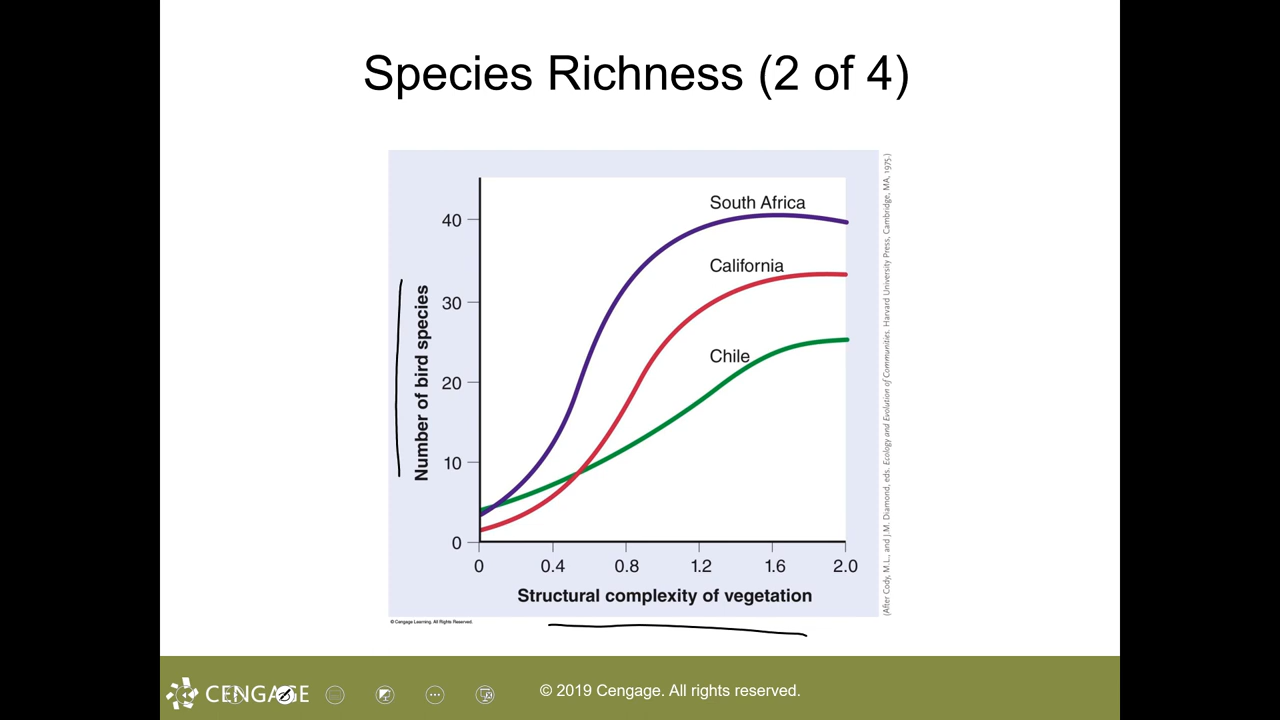 Species Richness (2 of 4)
Number of bird species
40
30
20
10
0
South Africa
California
Chile
0 0.4 0.8 1.2 1.6 2.0
Structural complexity of vegetation
(After Cody, M.L., and J.M. Diamond, eds. Ecology and Evolution of Communities. Harvard University Press, Cambridge, MA, 1975.)
© Cengage Learning. All Rights Reserved.
CENGAGE
© 2019 Cengage. All rights reserved.